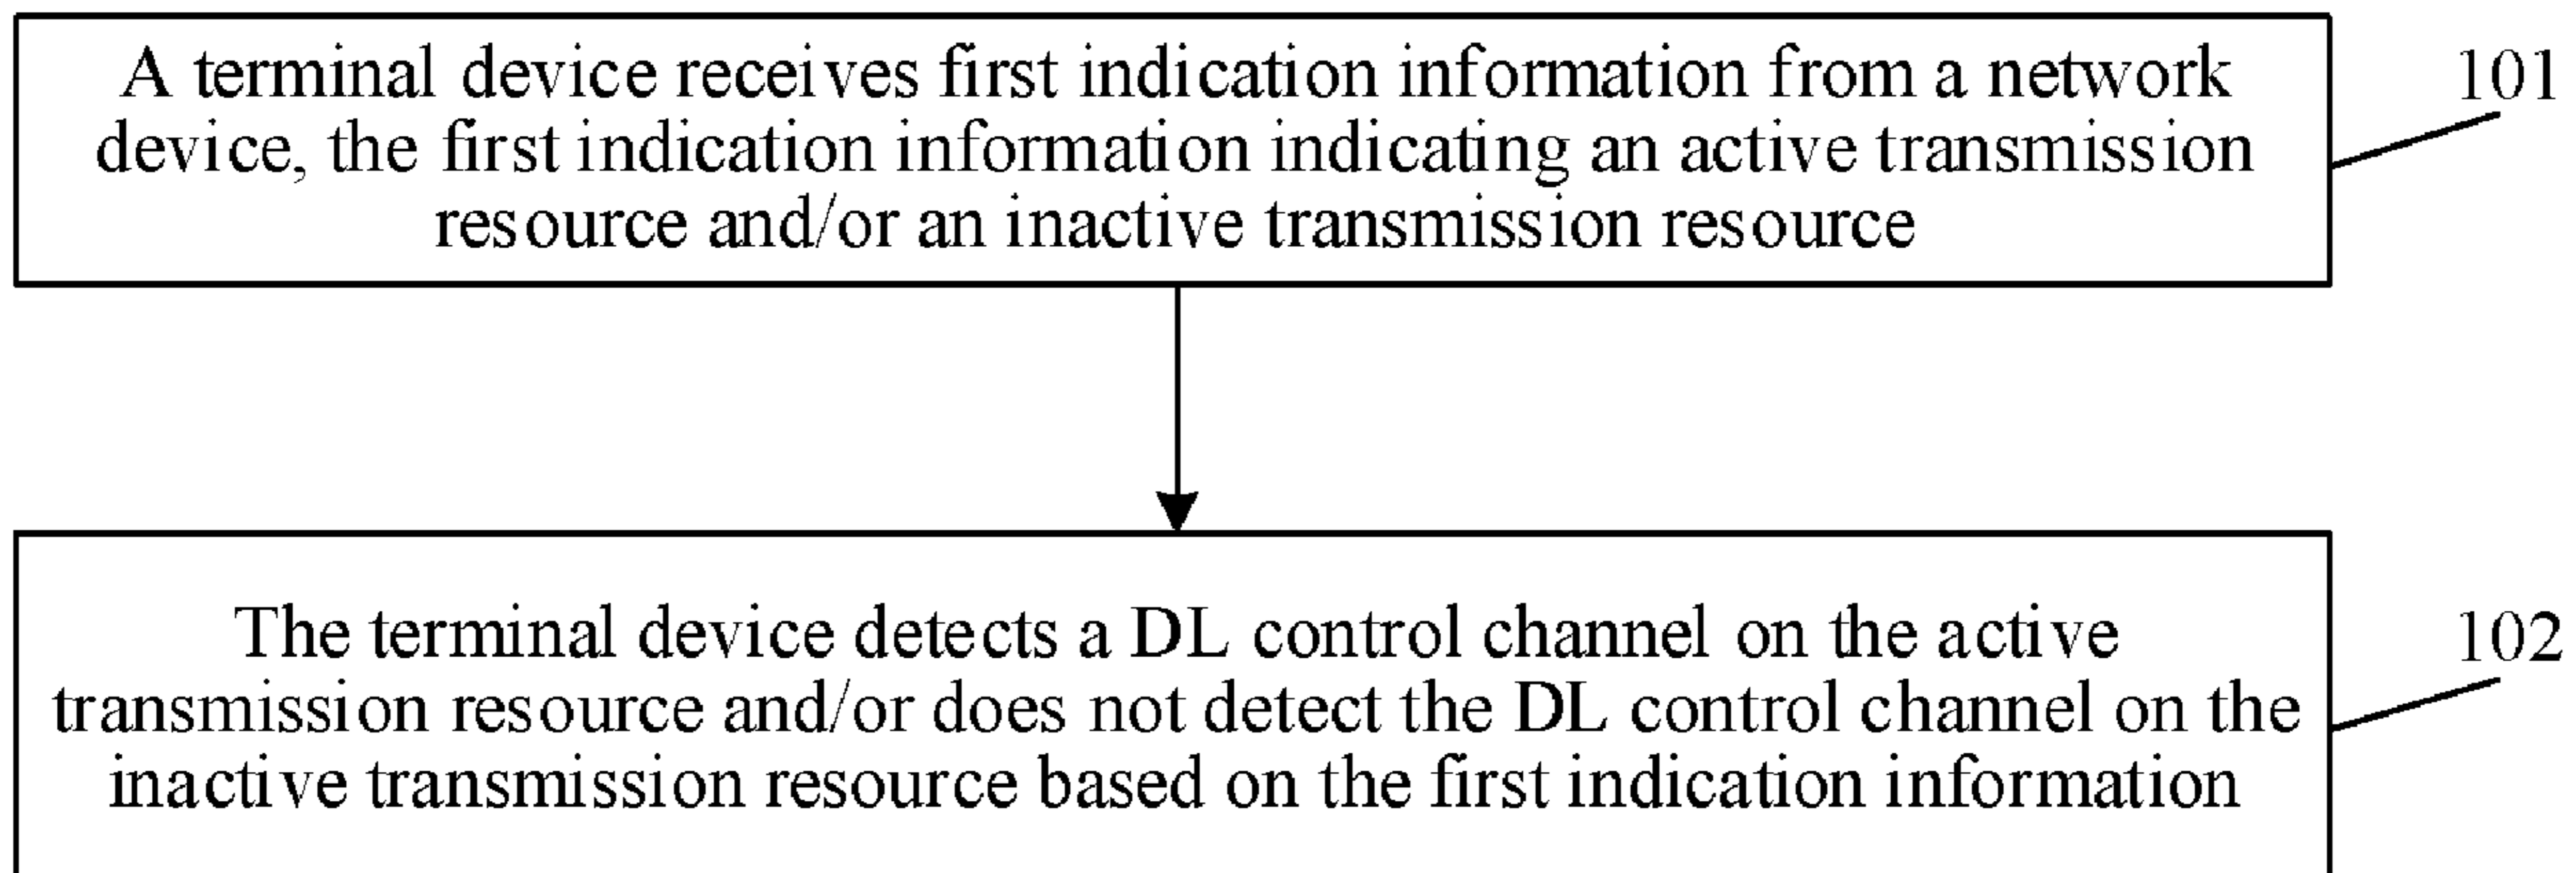 A terminal device receives first indication information from a network
device, the first indication information indicating an active transmission
resource and/or an inactive transmission resource
101
The terminal device detects a DL control channel on the active
transmission resource and/or does not detect the DL control channel on the
inactive transmission resource based on the first indication information
102